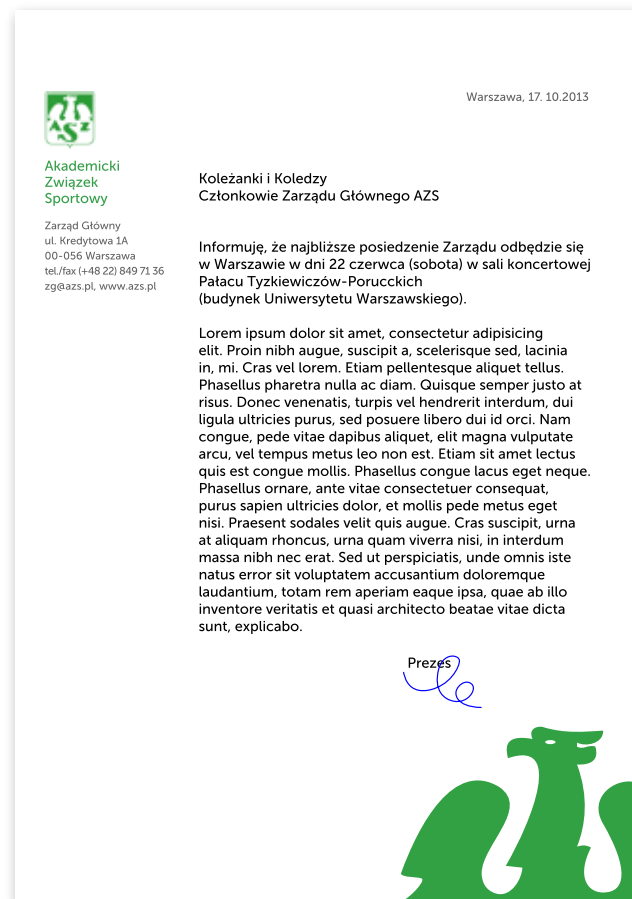 Warszawa, 17. 10.2013
AZS
Akademicki
Związek
Sportowy
Zarząd Główny
ul. Kredytowa 1A
00-056 Warszawa
tel./fax (+48 22) 849 71 36
zg@azs.pl, www.azs.pl
Koleżanki i Koledzy
Członkowie Zarządu Głównego AZS
Informuję, że najbliższe posiedzenie Zarządu odbędzie się
w Warszawie w dni 22 czerwca (sobota) w sali koncertowej
Pałacu Tyzkiewiczów-Porucckich
(budynek Uniwersytetu Warszawskiego).
Lorem ipsum dolor sit amet, consectetur adipisicing
elit. Proin nibh augue, suscipit a, scelerisque sed, lacinia
in, mi. Cras vel lorem. Etiam pellentesque aliquet tellus.
Phasellus pharetra nulla ac diam. Quisque semper justo at
risus. Donec venenatis, turpis vel hendrerit interdum, dui
ligula ultricies purus, sed posuere libero dui id orci. Nam
congue, pede vitae dapibus aliquet, elit magna vulputate
arcu, vel tempus metus leo non est. Etiam sit amet lectus
quis est congue mollis. Phasellus congue lacus eget neque.
Phasellus ornare, ante vitae consectetuer consequat,
purus sapien ultricies dolor, et mollis pede metus eget
nisi. Praesent sodales velit quis augue. Cras suscipit, urna
at aliquam rhoncus, urna quam viverra nisi, in interdum
massa nibh nec erat. Sed ut perspiciatis, unde omnis iste
natus error sit voluptatem accusantium doloremque
laudantium, totam rem aperiam eaque ipsa, quae ab illo
inventore veritatis et quasi architecto beatae vitae dicta
sunt, explicabo.
Prezes